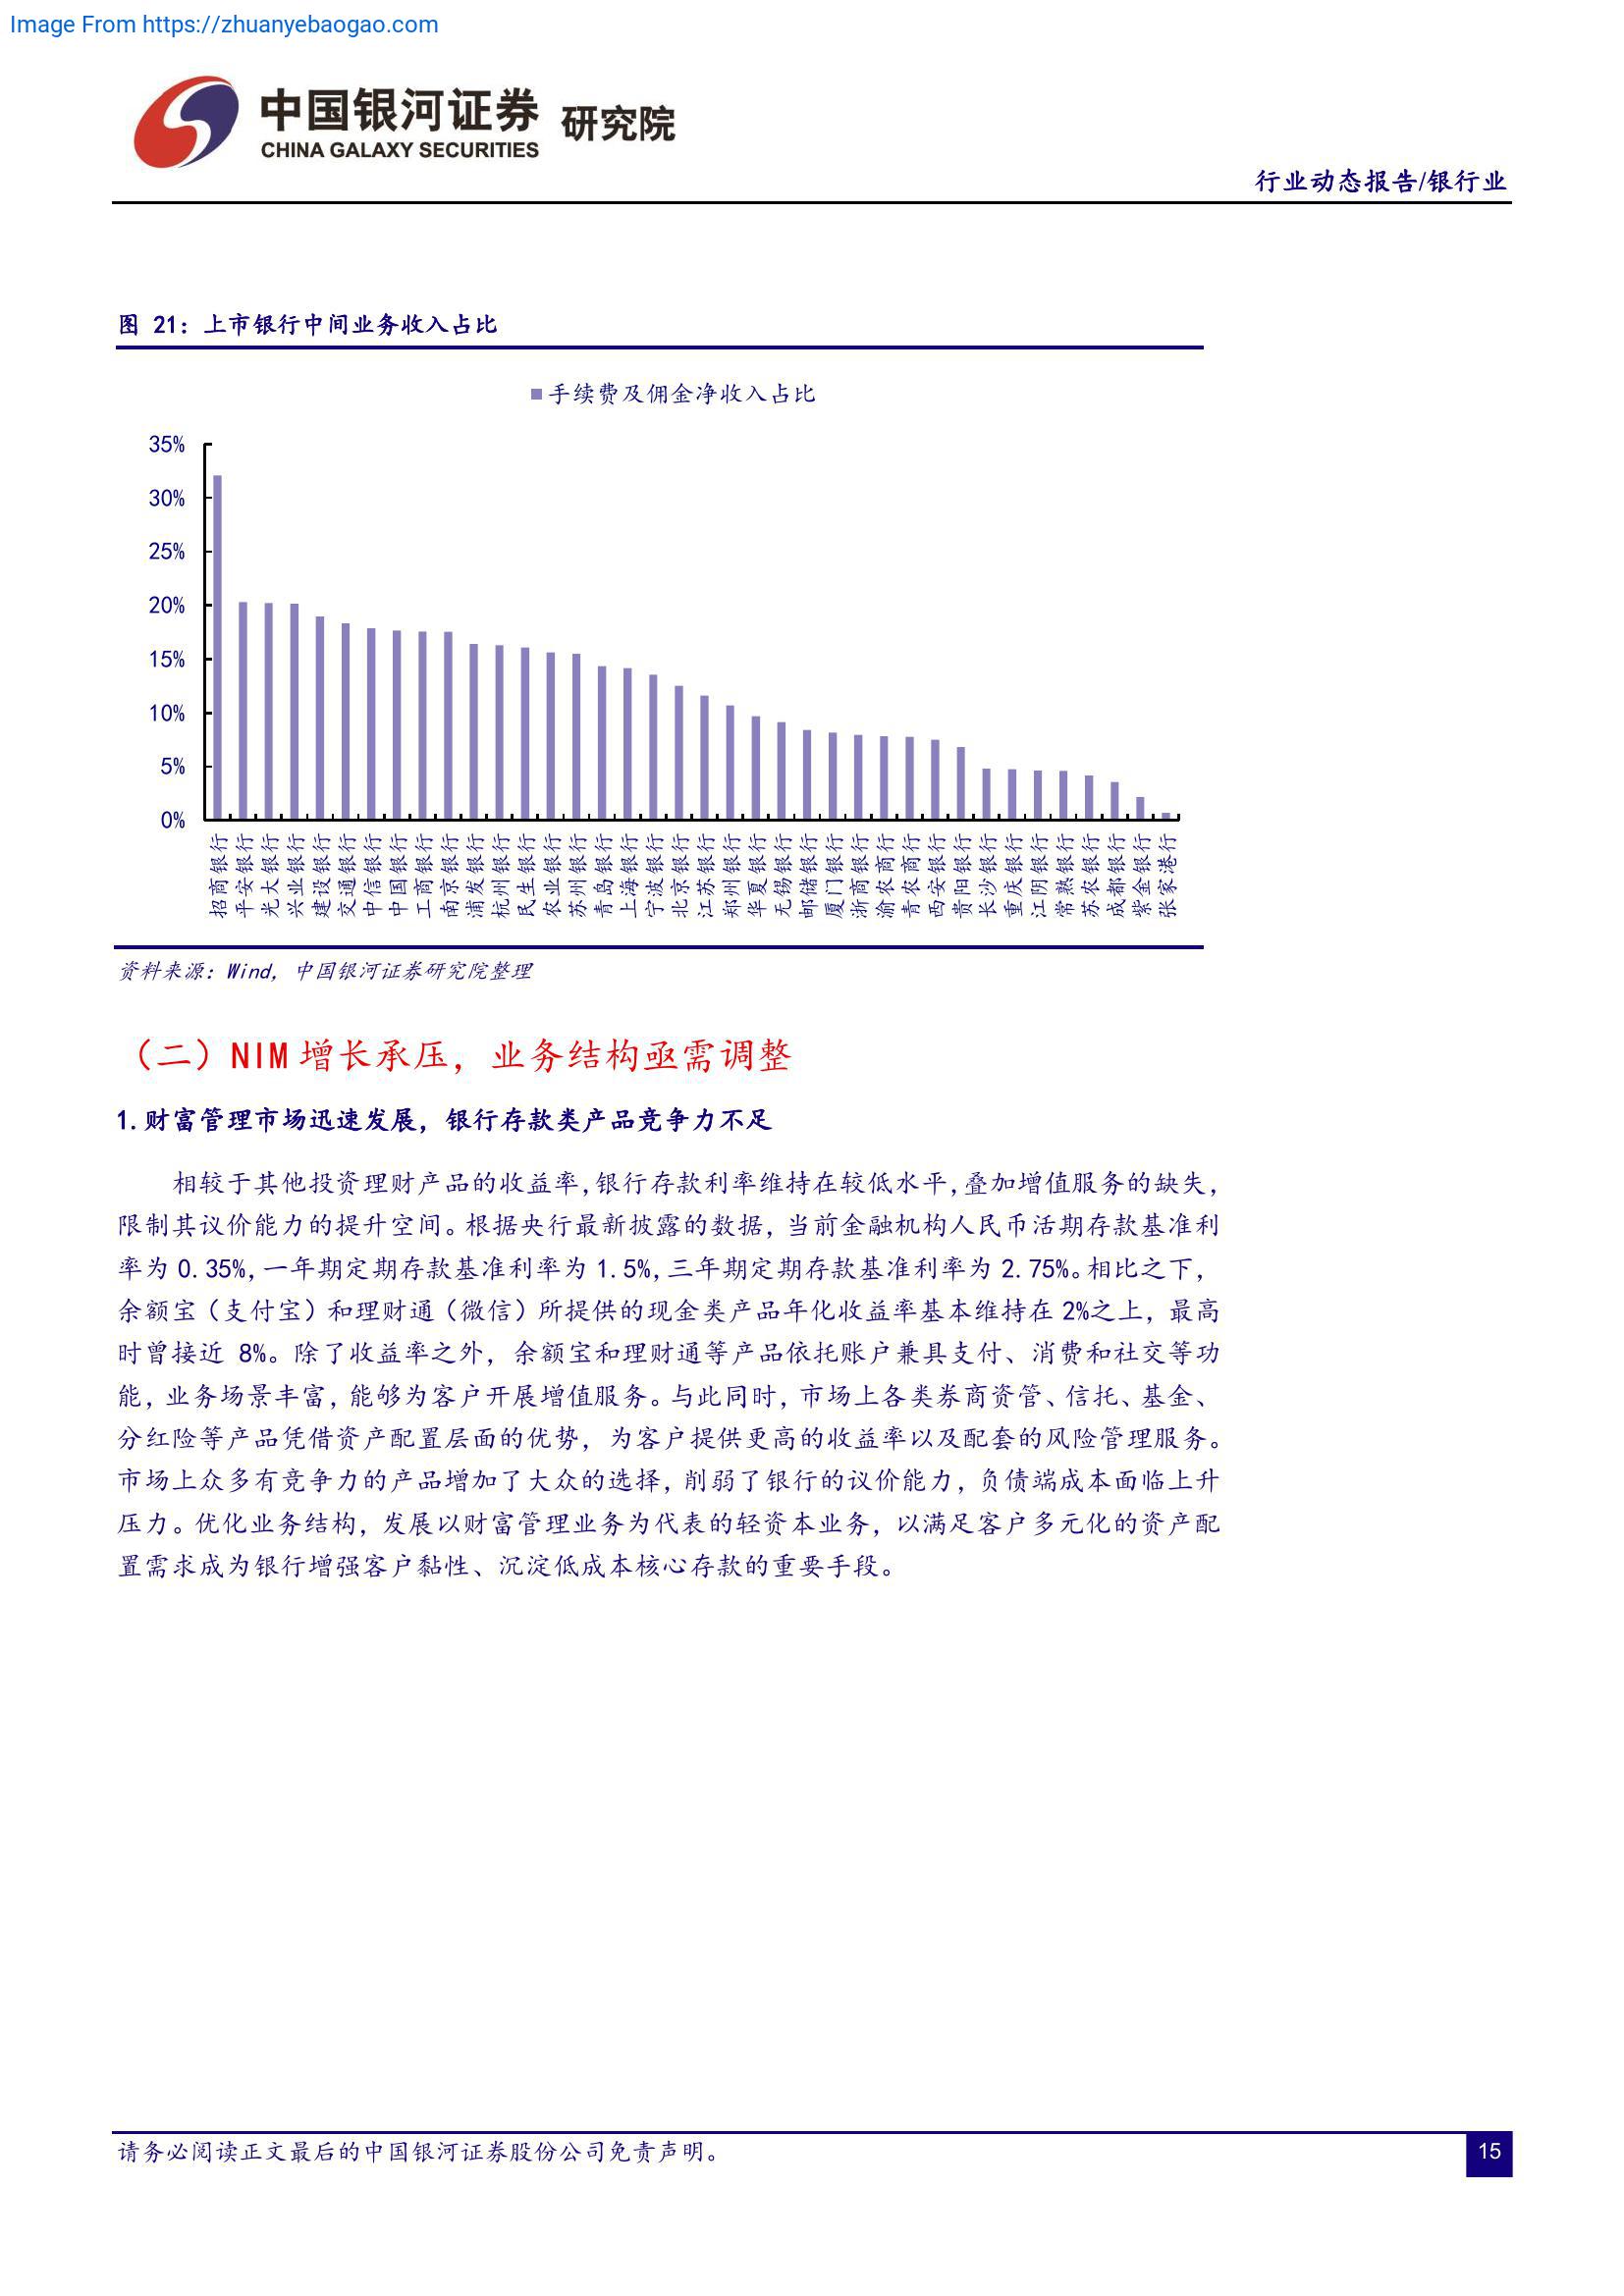 Image From https://zhuanyebaogao.com
中国银河证券 研究院
CHINA GALAXY SECURITIES
行业动态报告/银行业
图 21：上市银行中间业务收入占比
手续费及佣金净收入占比
35%
30%
25%
20%
15%
10%
5%
0%
招商银行
平安银行
光大银行
兴业银行
建设银行
交通银行
中信银行
中国银行
工商银行
南京银行
浦发银行
杭州银行
民生银行
农业银行
苏州银行
青岛银行
上海银行
宁波银行
北京银行
江苏银行
郑州银行
华夏银行
无锡银行
邮储银行
厦门银行
浙商银行
渝农商行
青农商行
西安银行
贵阳银行
长沙银行
重庆银行
江阴银行
常熟银行
苏农银行
成都银行
紫金银行
张家港行
资料来源：Wind，中国银河证券研究院整理
（二）NIM 增长承压，业务结构亟需调整
1.财富管理市场迅速发展，银行存款类产品竞争力不足
相较于其他投资理财产品的收益率，银行存款利率维持在较低水平，叠加增值服务的缺失，
限制其议价能力的提升空间。根据央行最新披露的数据，当前金融机构人民币活期存款基准利
率为 0.35%，一年期定期存款基准利率为 1.5%，三年期定期存款基准利率为 2.75%。相比之下，
余额宝（支付宝）和理财通（微信）所提供的现金类产品年化收益率基本维持在 2%之上，最高
时曾接近 8%。除了收益率之外，余额宝和理财通等产品依托账户兼具支付、消费和社交等功
能，业务场景丰富，能够为客户开展增值服务。与此同时，市场上各类券商资管、信托、基金、
分红险等产品凭借资产配置层面的优势，为客户提供更高的收益率以及配套的风险管理服务。
市场上众多有竞争力的产品增加了大众的选择，削弱了银行的议价能力，负债端成本面临上升
压力。优化业务结构，发展以财富管理业务为代表的轻资本业务，以满足客户多元化的资产配
置需求成为银行增强客户黏性、沉淀低成本核心存款的重要手段。
请务必阅读正文最后的中国银河证券股份公司免责声明。
15